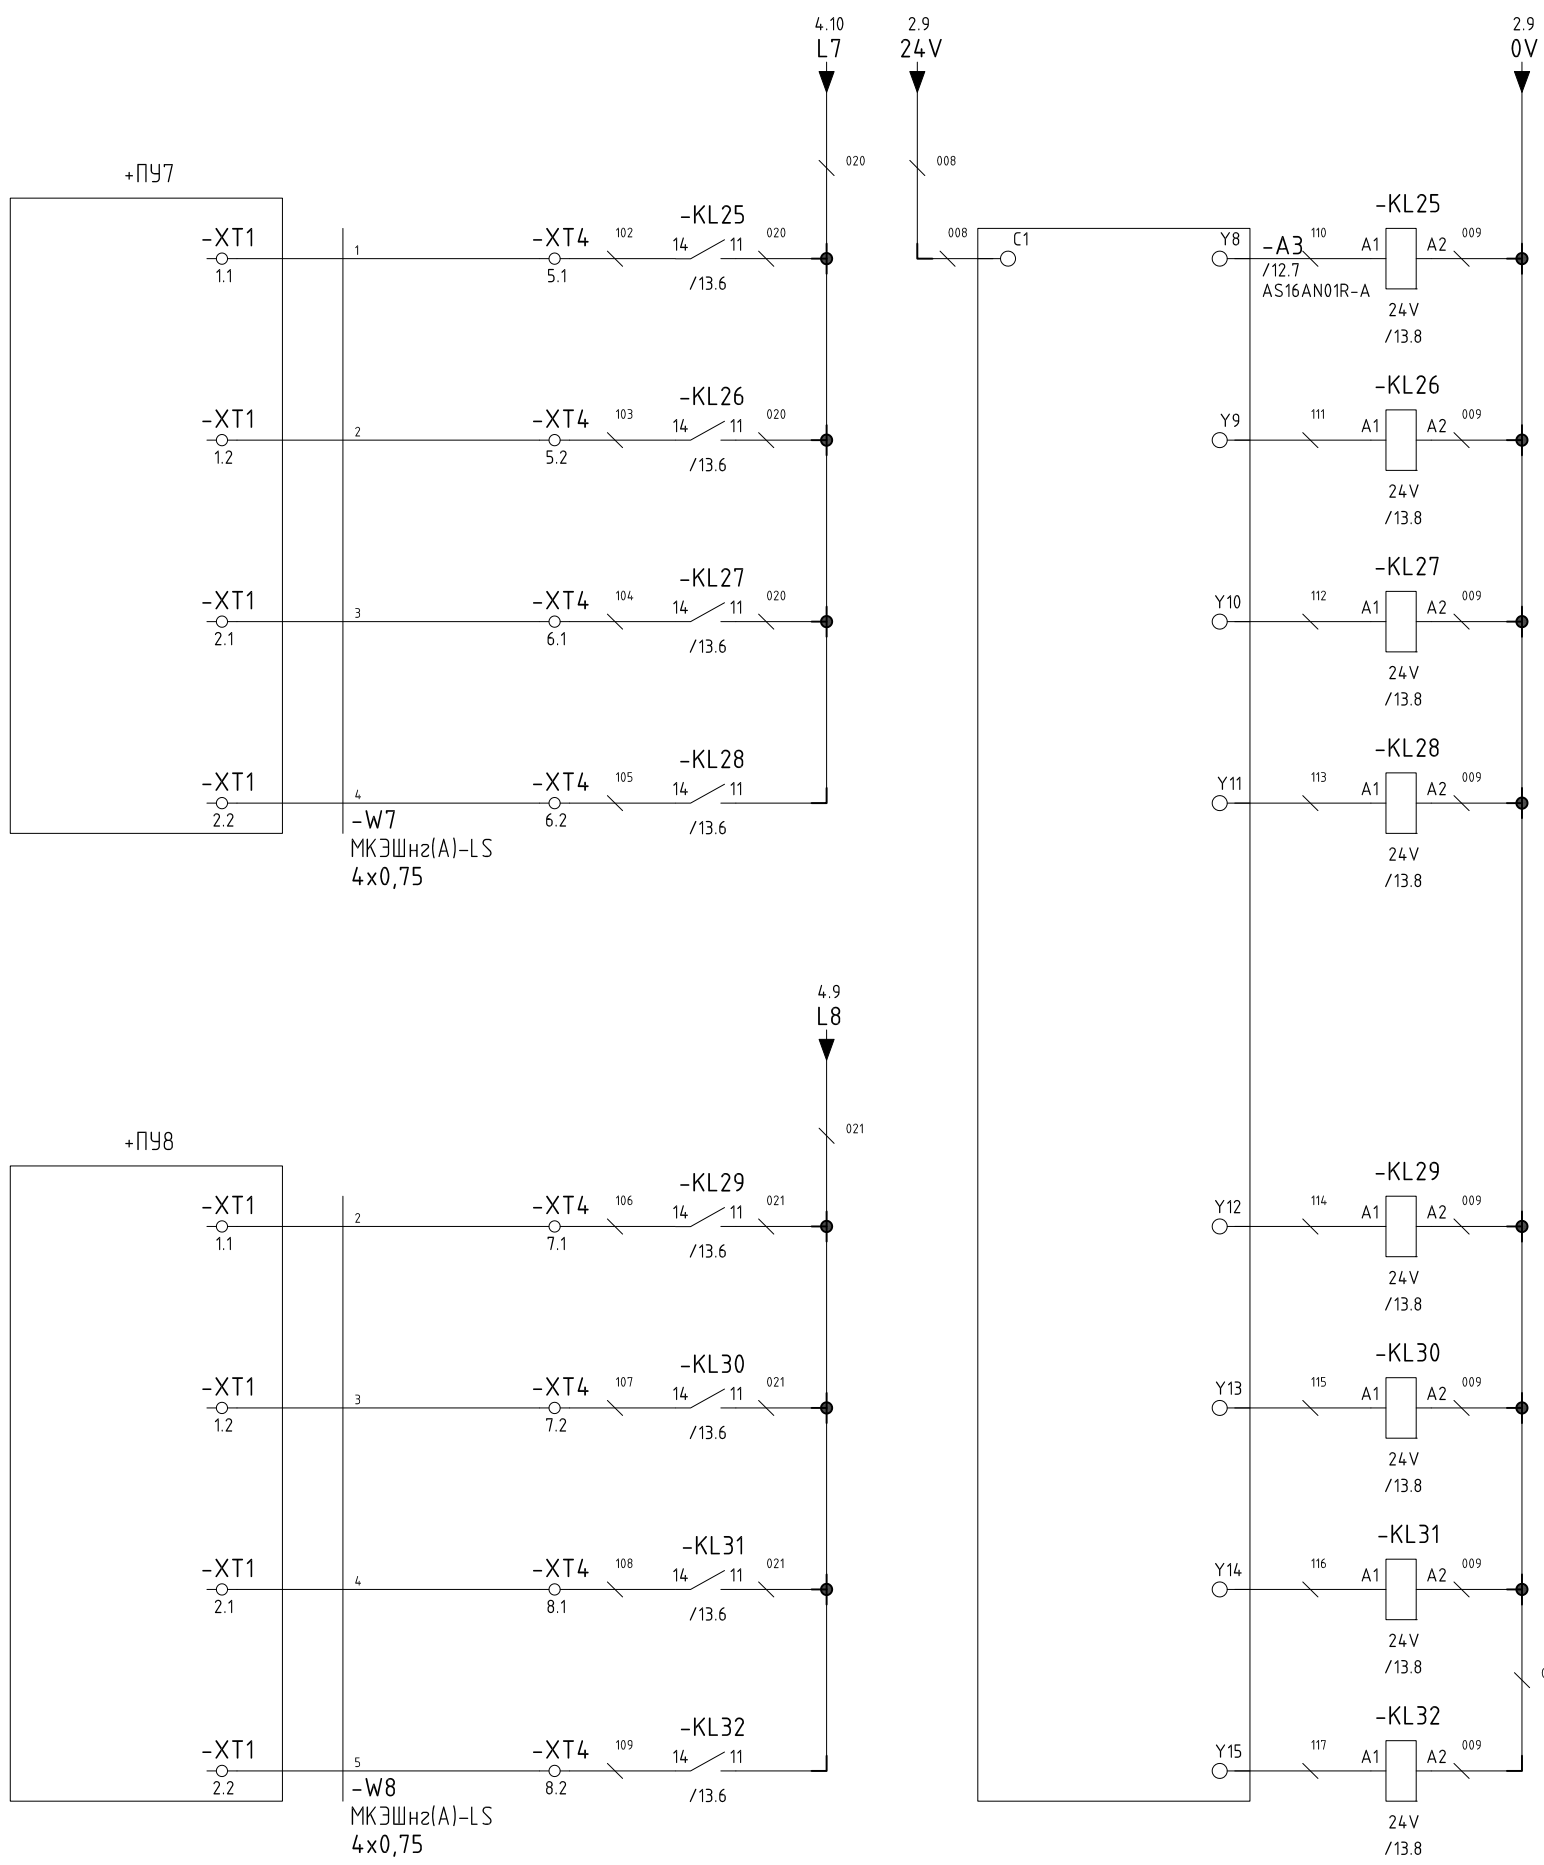 4.10
L7
2.9
24V
2.9
0V
020
008
+ПУ7
-XT1
1.1
1
-XT4
5.1
102
-KL25
14
11
/13.6
020
008
C1
Y8
-A3
/12.7
AS16AN01R-A
110
-KL25
A1
A2
24V
/13.8
009
-XT1
1.2
2
-XT4
5.2
103
-KL26
14
11
/13.6
020
Y9
111
-KL26
A1
A2
24V
/13.8
009
-XT1
2.1
3
-XT4
6.1
104
-KL27
14
11
/13.6
020
Y10
112
-KL27
A1
A2
24V
/13.8
009
-XT1
2.2
4
-XT4
6.2
105
-KL28
14
11
/13.6
Y11
113
-KL28
A1
A2
24V
/13.8
009
-W7
МКЭШнг(А)-LS
4x0,75
4.9
L8
021
+ПУ8
-XT1
1.1
2
-XT4
7.1
106
-KL29
14
11
/13.6
021
Y12
114
-KL29
A1
A2
24V
/13.8
009
-XT1
1.2
3
-XT4
7.2
107
-KL30
14
11
/13.6
021
Y13
115
-KL30
A1
A2
24V
/13.8
009
-XT1
2.1
4
-XT4
8.1
108
-KL31
14
11
/13.6
021
Y14
116
-KL31
A1
A2
24V
/13.8
009
-XT1
2.2
5
-XT4
8.2
109
-KL32
14
11
/13.6
Y15
117
-KL32
A1
A2
24V
/13.8
009
-W8
МКЭШнг(А)-LS
4x0,75